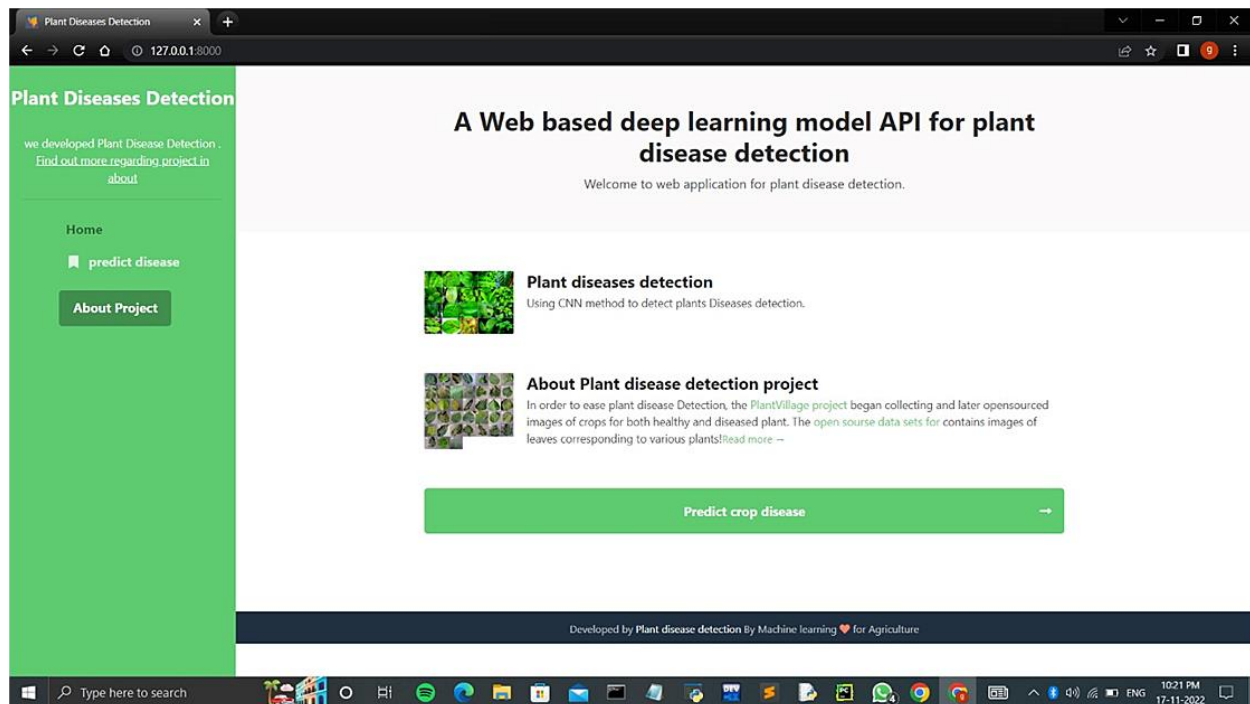 Plant Diseases Detection
127.0.0.1:8000
g
Plant Diseases Detection
we developed Plant Disease Detection .
Find out more regarding project in
about
Home
predict disease
About Project
A Web based deep learning model API for plant
disease detection
Welcome to web application for plant disease detection.
Plant diseases detection
Using CNN method to detect plants Diseases detection.
About Plant disease detection project
In order to ease plant disease Detection, the PlantVillage project began collecting and later opensourced
images of crops for both healthy and diseased plant. The open sourse data sets for contains images of
leaves corresponding to various plants!Read more →
Predict crop disease →
Developed by Plant disease detection By Machine learning 🧡 for Agriculture
Type here to search
ENG
10:21 PM
17-11-2022